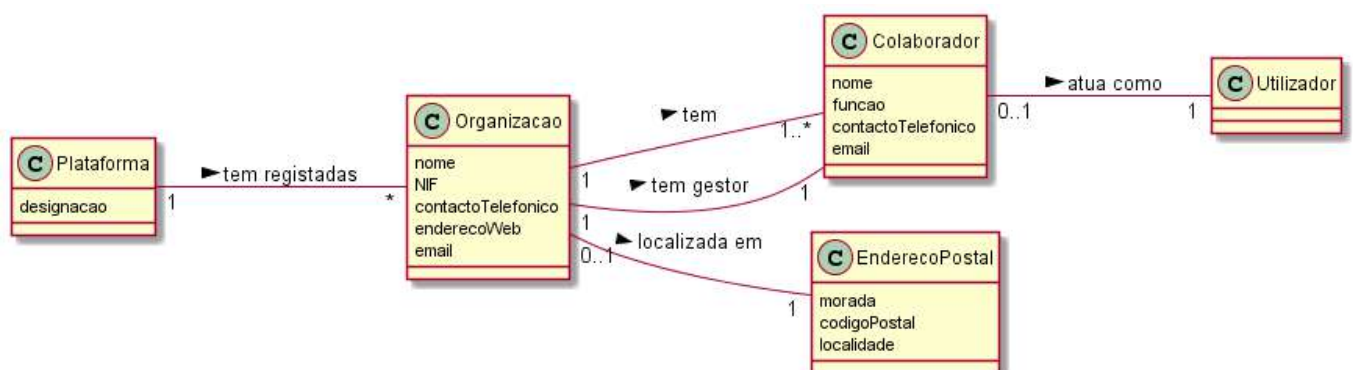 C Plataforma
designacao
1
tem registadas
*
C Organizacao
nome
NIF
contactoTelefonico
enderecoWeb
email
tem
1
1..*
tem gestor
1
1
localizada em
0..1
1
C Colaborador
nome
funcao
contactoTelefonico
email
atua como
0..1
1
C Utilizador
C EnderecoPostal
morada
codigoPostal
localidade